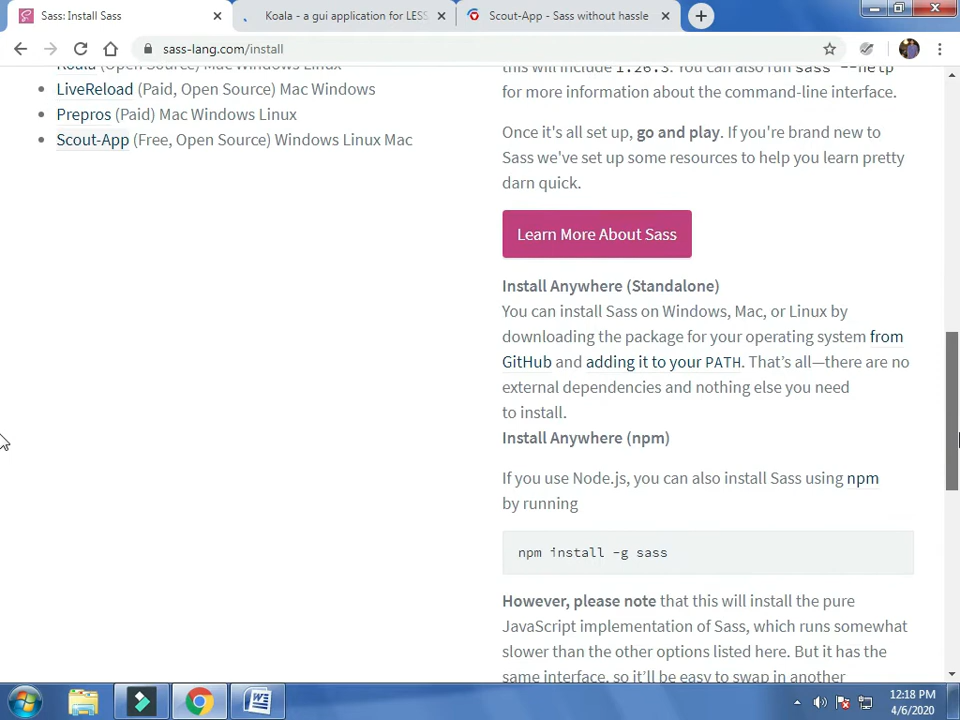 Sass: Install Sass
Koala - a gui application for LESS
Scout-App - Sass without hassle
sass-lang.com/install
Koala (Open Source) Mac Windows Linux
LiveReload (Paid, Open Source) Mac Windows
Prepros (Paid) Mac Windows Linux
Scout-App (Free, Open Source) Windows Linux Mac
this will include 1.26.3. You can also run sass --help
for more information about the command-line interface.
Once it's all set up, go and play. If you're brand new to
Sass we've set up some resources to help you learn pretty
darn quick.
Learn More About Sass
Install Anywhere (Standalone)
You can install Sass on Windows, Mac, or Linux by
downloading the package for your operating system from
GitHub and adding it to your PATH. That’s all—there are no
external dependencies and nothing else you need
to install.
Install Anywhere (npm)
If you use Node.js, you can also install Sass using npm
by running
npm install -g sass
However, please note that this will install the pure
JavaScript implementation of Sass, which runs somewhat
slower than the other options listed here. But it has the
same interface, so it’ll be easy to swap in another
12:18 PM
4/6/2020